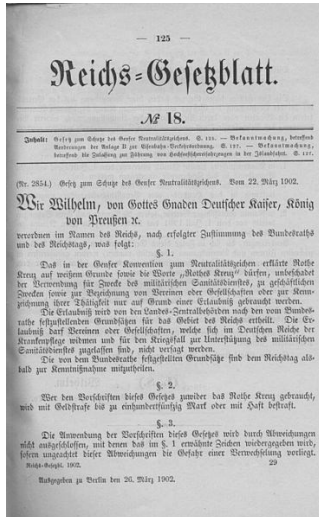 — 125 —
Reichs-Gesetzblatt.
№ 18.
Inhalt: Gesetz zum Schutze des Genfer Neutralitätszeichens. S. 125. — Bekanntmachung, betreffend
Aenderungen der Anlage B zur Eisenbahn-Verkehrsordnung. S. 127. — Bekanntmachung,
betreffend die Zulassung zur Führung von Hochseefischereifahrzeugen in der Islandfahrt. S. 127.
(Nr. 2854.) Gesetz zum Schutze des Genfer Neutralitätszeichens. Vom 22. März 1902.
Wir Wilhelm, von Gottes Gnaden Deutscher Kaiser, König
von Preußen ꝛc.
verordnen im Namen des Reichs, nach erfolgter Zustimmung des Bundesraths
und des Reichstags, was folgt:
§. 1.
Das in der Genfer Konvention zum Neutralitätszeichen erklärte Rothe
Kreuz auf weißem Grunde sowie die Worte „Rothes Kreuz" dürfen, unbeschadet
der Verwendung für Zwecke des militärischen Sanitätsdienstes, zu geschäftlichen
Zwecken sowie zur Bezeichnung von Vereinen oder Gesellschaften oder zur Kenn-
zeichnung ihrer Thätigkeit nur auf Grund einer Erlaubniß gebraucht werden.
Die Erlaubniß wird von den Landes-Zentralbehörden nach den vom Bundes-
rathe festzustellenden Grundsätzen für das Gebiet des Reichs ertheilt. Die Er-
laubniß darf Vereinen oder Gesellschaften, welche sich im Deutschen Reiche der
Krankenpflege widmen und für den Kriegsfall zur Unterstützung des militärischen
Sanitätsdienstes zugelassen sind, nicht versagt werden.
Die von dem Bundesrathe festgestellten Grundsätze sind dem Reichstag als-
bald zur Kenntnißnahme mitzutheilen.
§. 2.
Wer den Vorschriften dieses Gesetzes zuwider das Rothe Kreuz gebraucht,
wird mit Geldstrafe bis zu einhundertfünfzig Mark oder mit Haft bestraft.
§. 3.
Die Anwendung der Vorschriften dieses Gesetzes wird durch Abweichungen
nicht ausgeschlossen, mit denen das im § 1 erwähnte Zeichen wiedergegeben wird,
sofern ungeachtet dieser Abweichungen die Gefahr einer Verwechselung vorliegt.
Reichs-Gesetzbl. 1902. 29
Ausgegeben zu Berlin den 26. März 1902.